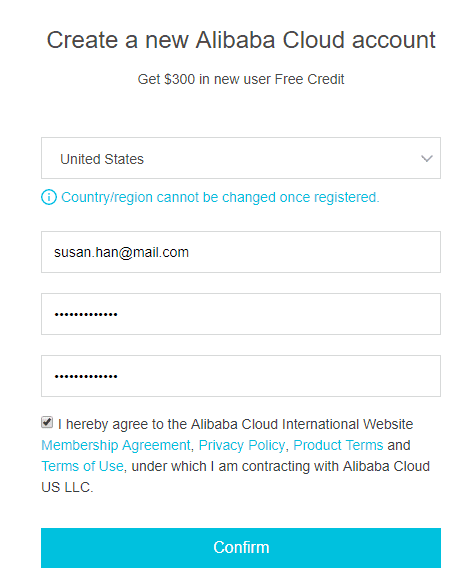 Create a new Alibaba Cloud account
Get $300 in new user Free Credit
United States
Country/region cannot be changed once registered.
susan.han@mail.com
•••••••••••••
•••••••••••••
I hereby agree to the Alibaba Cloud International Website
Membership Agreement, Privacy Policy, Product Terms and
Terms of Use, under which I am contracting with Alibaba Cloud
US LLC.
Confirm